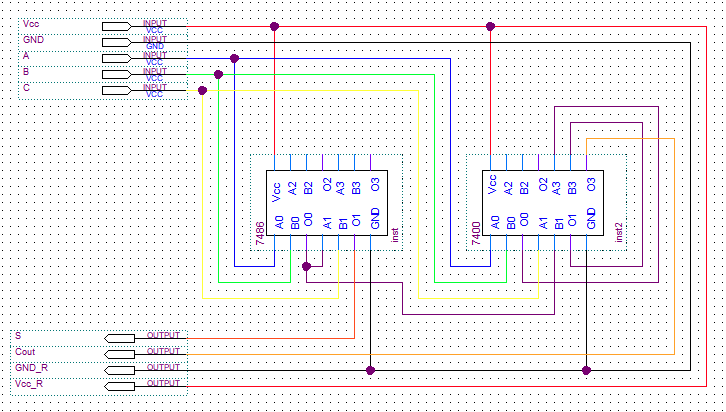 Vcc INPUT VCC
GND INPUT GND
A INPUT VCC
B INPUT VCC
C INPUT VCC
Vcc A2 B2 O2 A3 B3 O3
A0 B0 O0 A1 B1 O1 GND
7486
inst
Vcc A2 B2 O2 A3 B3 O3
A0 B0 O0 A1 B1 O1 GND
7400
inst2
S OUTPUT
Cout OUTPUT
GND_R OUTPUT
Vcc_R OUTPUT